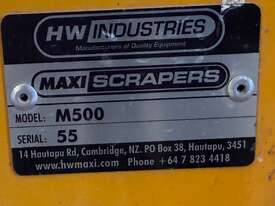 HW INDUSTRIES
Manufacturers of Quality Equipment
MAXI SCRAPERS
MODEL: M500
SERIAL: 55
14 Hautapu Rd, Cambridge, NZ. PO Box 38, Hautapu, 3451
www.hwmaxi.com Phone +64 7 823 4418